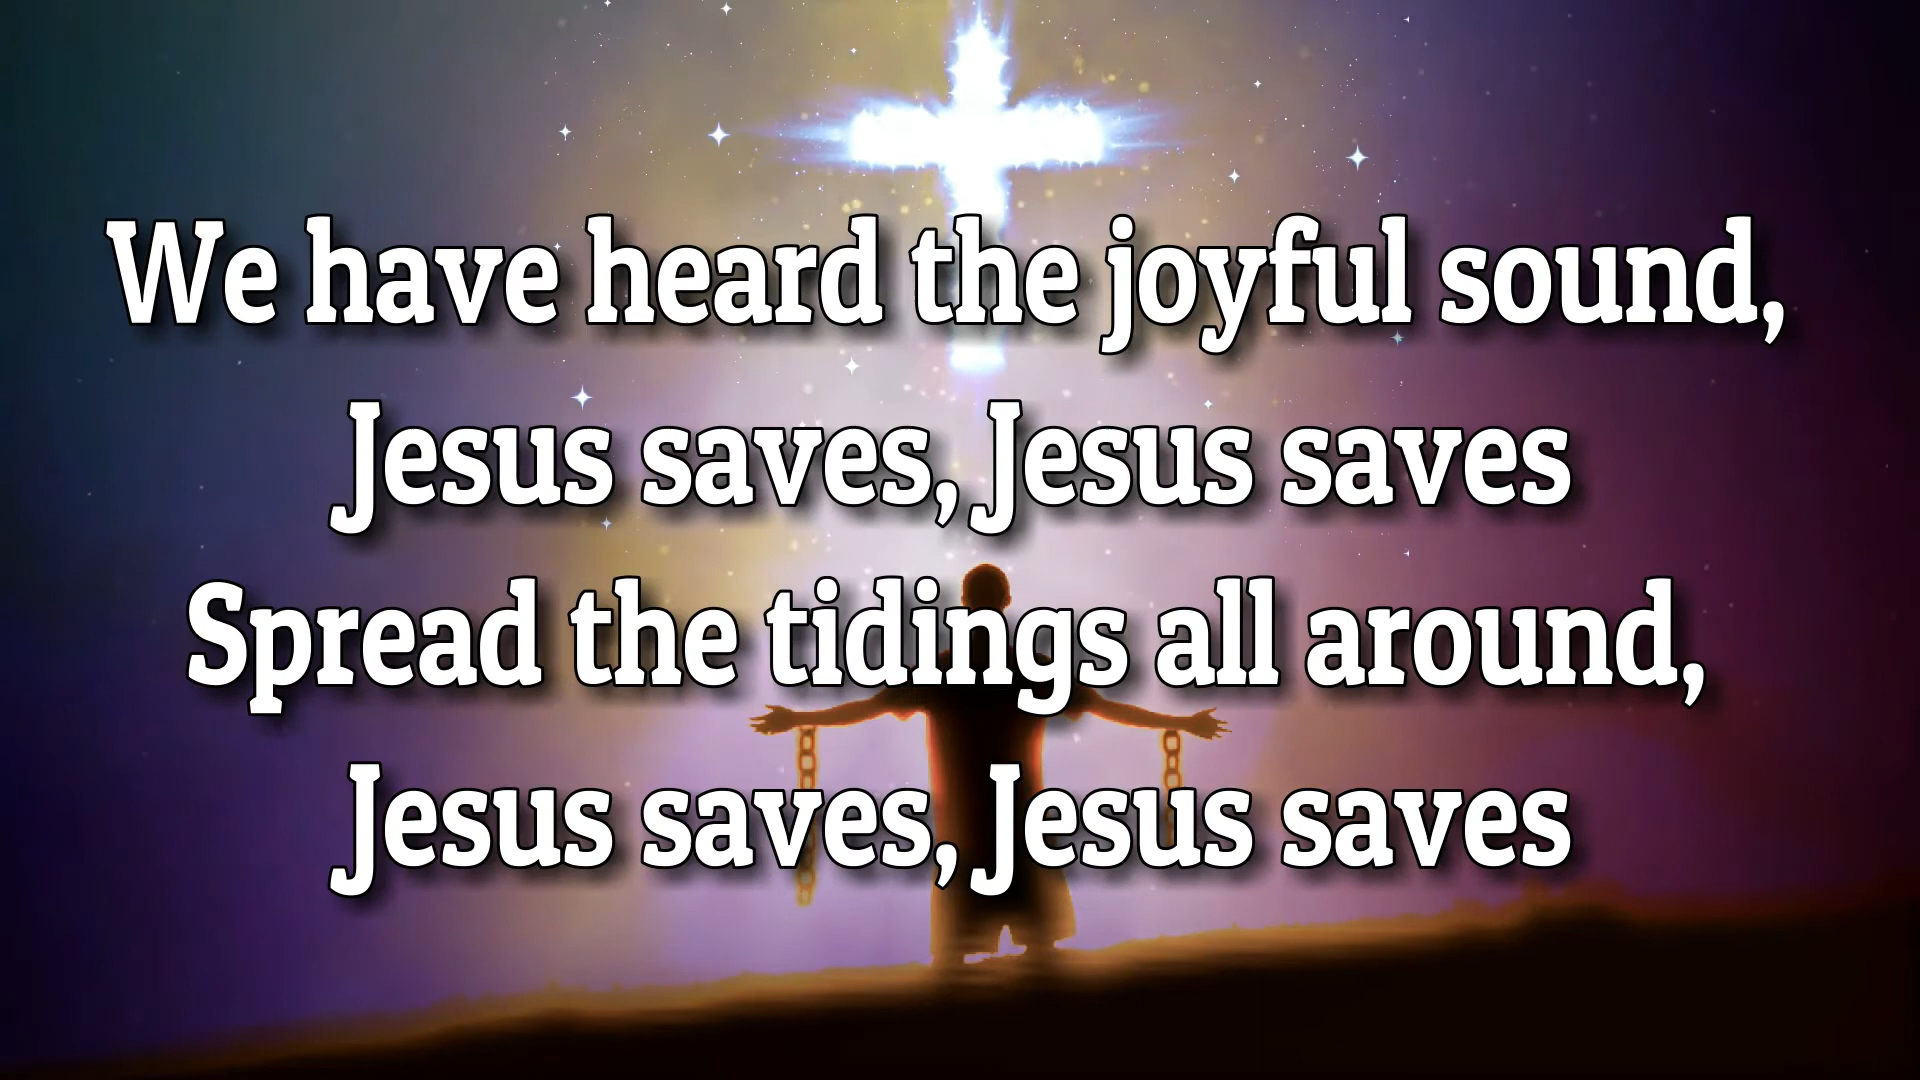 We have heard the joyful sound,
Jesus saves, Jesus saves
Spread the tidings all around,
Jesus saves, Jesus saves